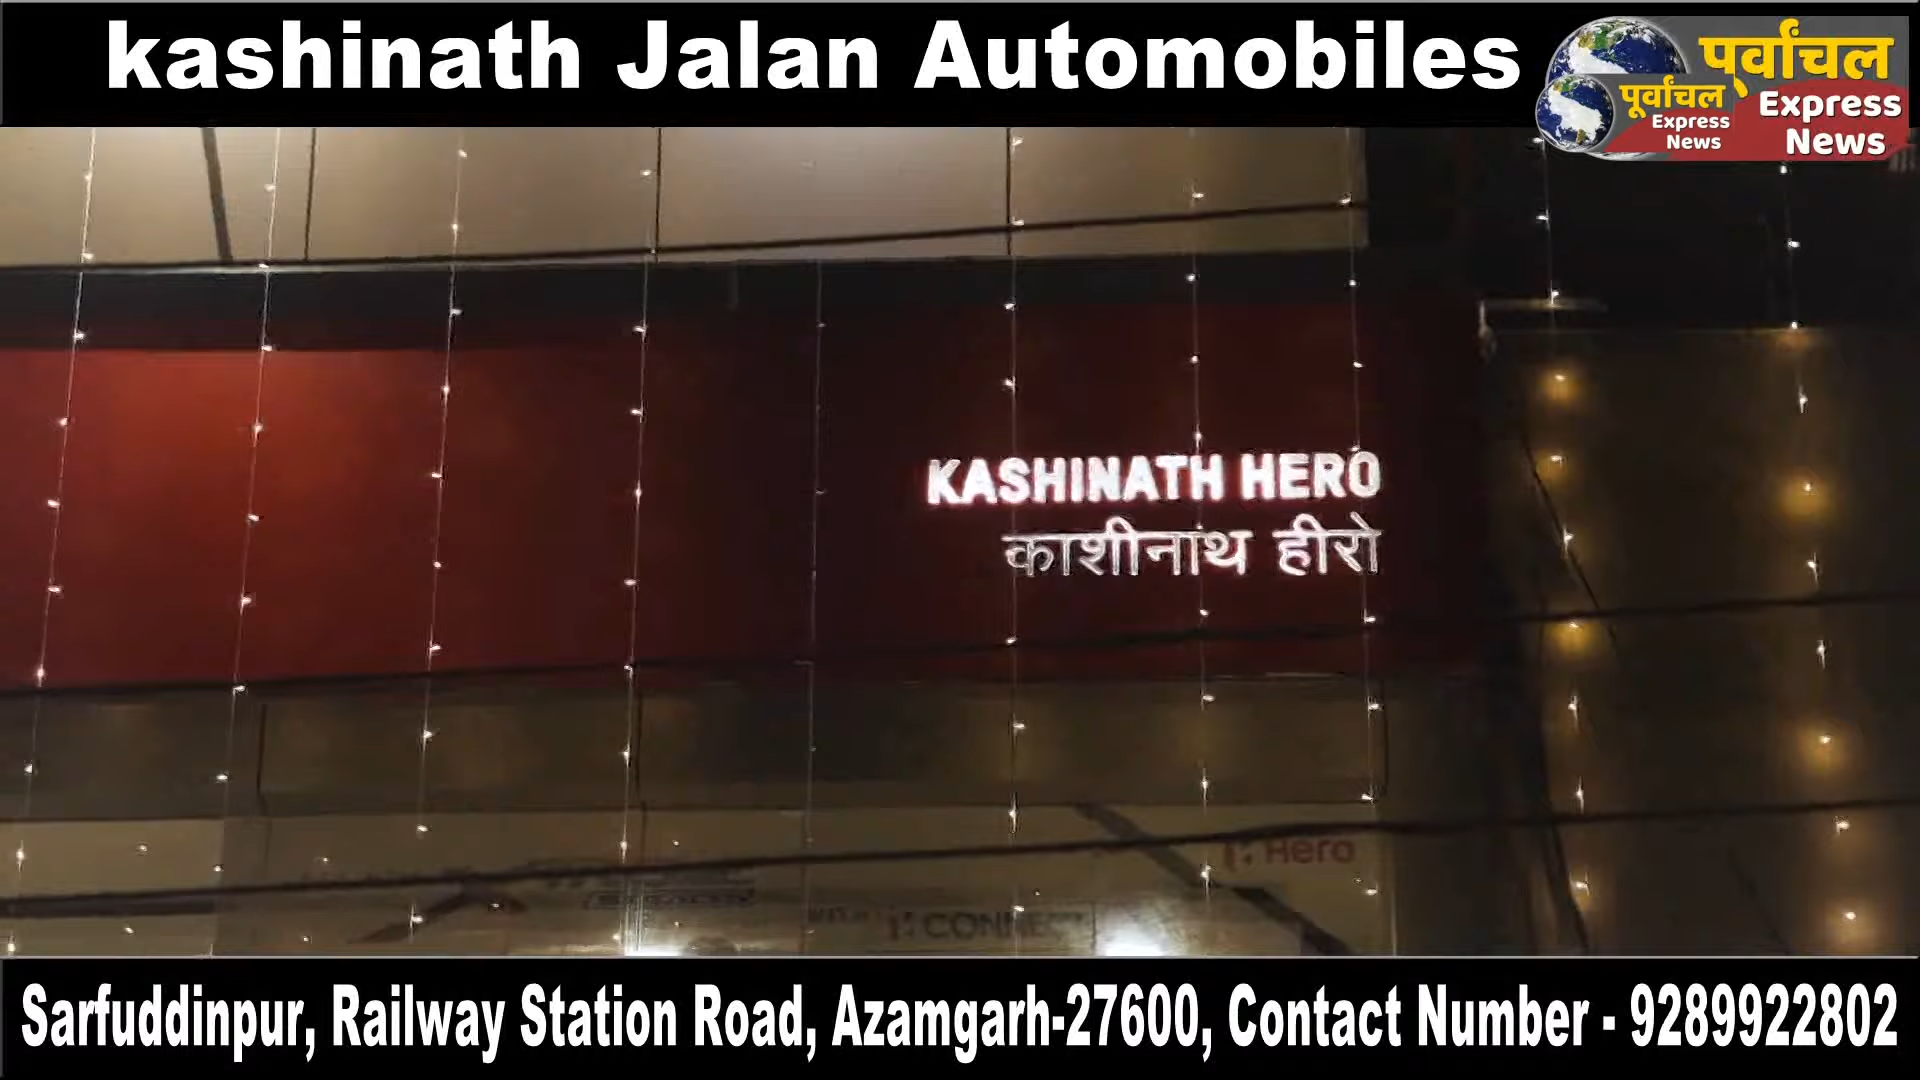 kashinath Jalan Automobiles
पूर्वांचल
Express
News
पूर्वांचल
Express
News
KASHINATH HERO
काशीनाथ हीरो
Hero
CONNECT
Sarfuddinpur, Railway Station Road, Azamgarh-27600, Contact Number - 9289922802